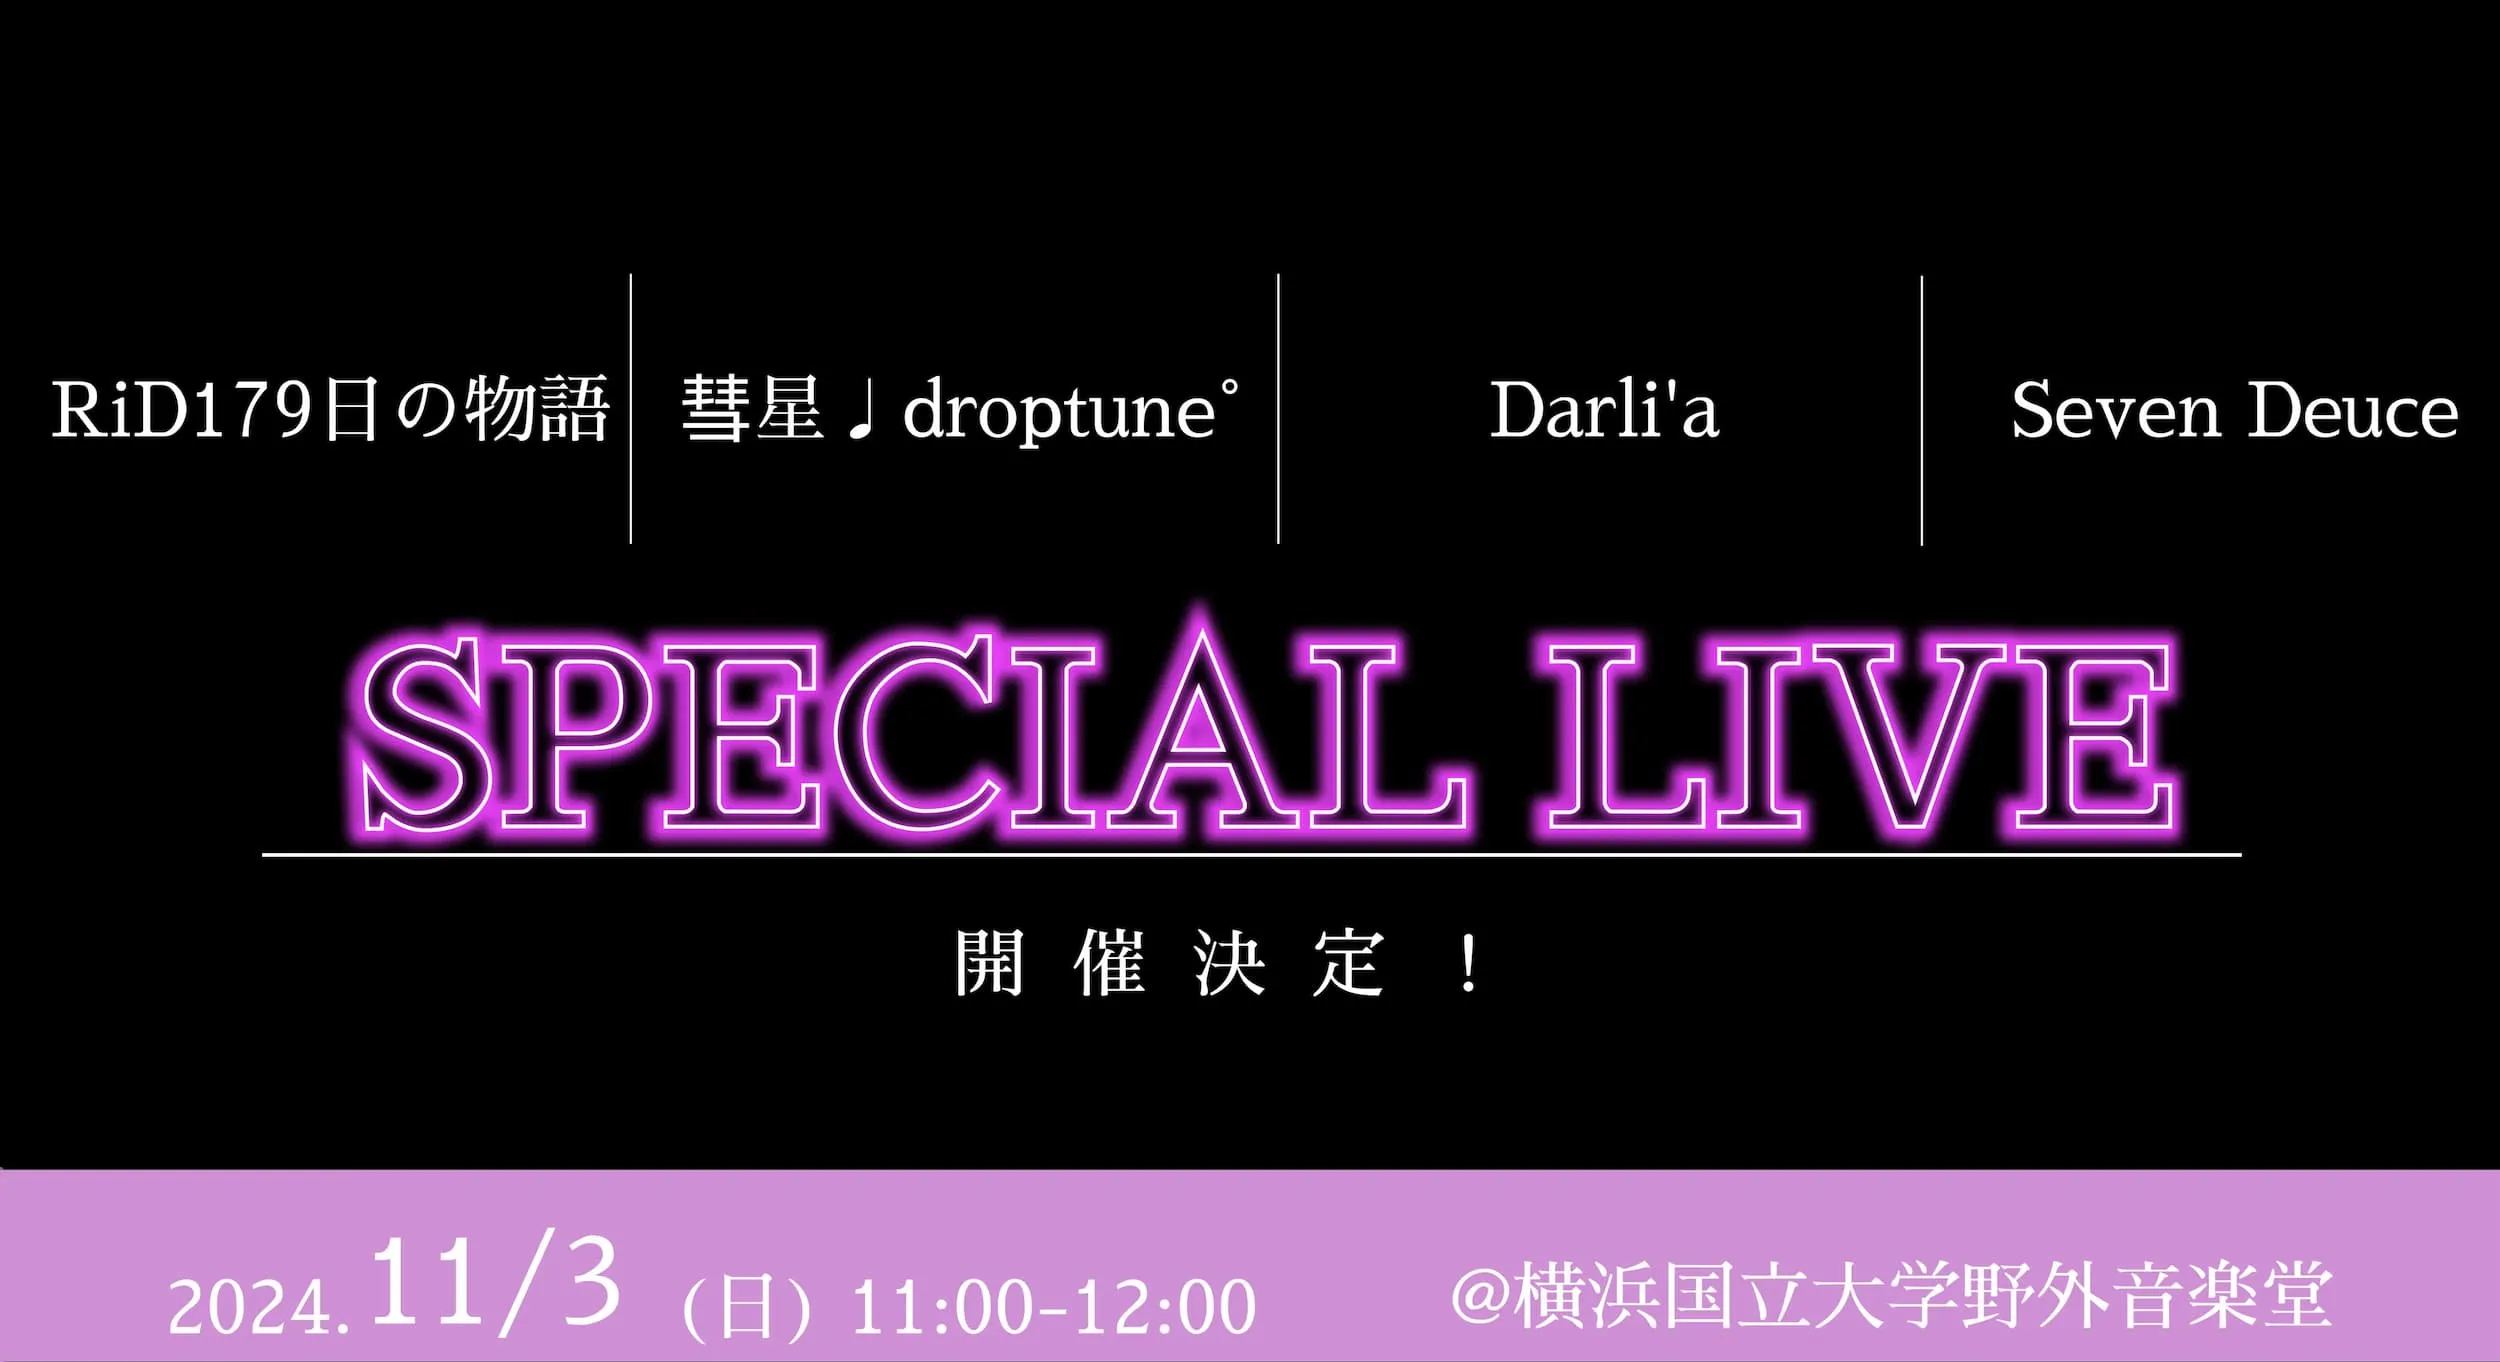 RiD179日の物語 彗星♩droptune° Darli'a Seven Deuce
SPECIAL LIVE
開催決定！
2024.11/3（日）11:00-12:00 @横浜国立大学野外音楽堂